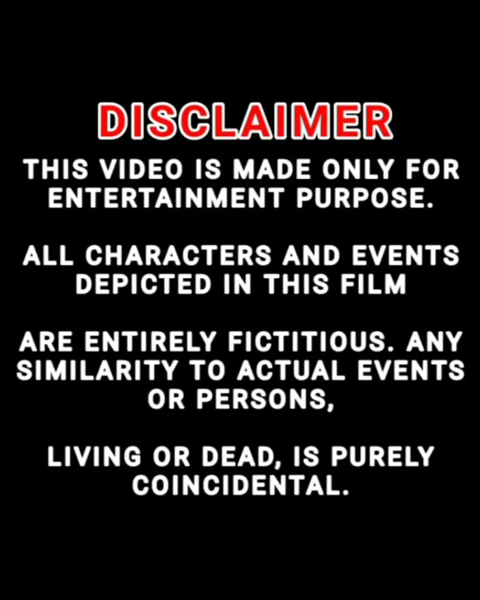 DISCLAIMER
THIS VIDEO IS MADE ONLY FOR
ENTERTAINMENT PURPOSE.
ALL CHARACTERS AND EVENTS
DEPICTED IN THIS FILM
ARE ENTIRELY FICTITIOUS. ANY
SIMILARITY TO ACTUAL EVENTS
OR PERSONS,
LIVING OR DEAD, IS PURELY
COINCIDENTAL.